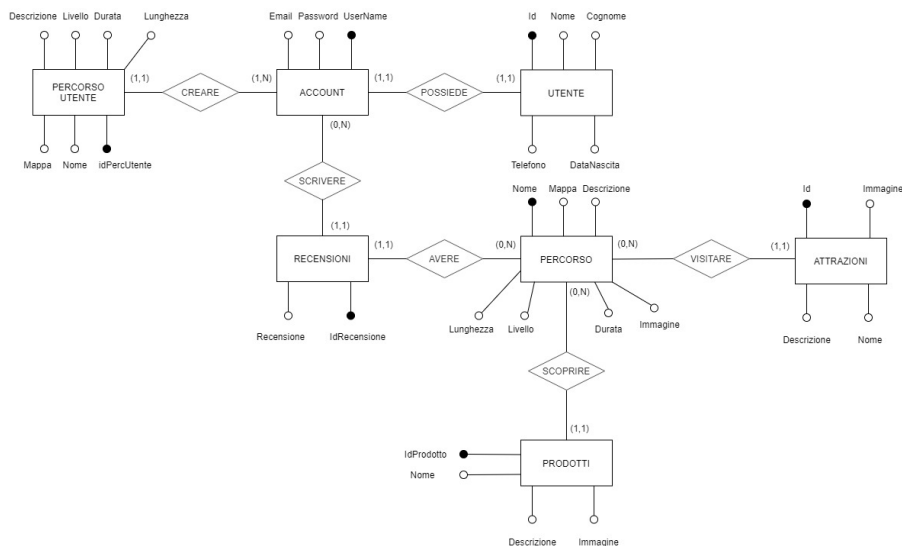 Descrizione Livello Durata Lunghezza
Email Password UserName
Id Nome Cognome
PERCORSO
UTENTE
(1,1)
CREARE
(1,N)
ACCOUNT
(1,1)
POSSIEDE
(1,1)
UTENTE
Mappa Nome idPercUtente
(0,N)
Telefono DataNascita
SCRIVERE
Nome Mappa Descrizione
Id Immagine
(1,1)
RECENSIONI
(1,1)
AVERE
(0,N)
PERCORSO
(0,N)
VISITARE
(1,1)
ATTRAZIONI
(0,N)
Recensione IdRecensione
Lunghezza Livello Durata Immagine
Descrizione Nome
SCOPRIRE
(1,1)
IdProdotto
Nome
PRODOTTI
Descrizione Immagine